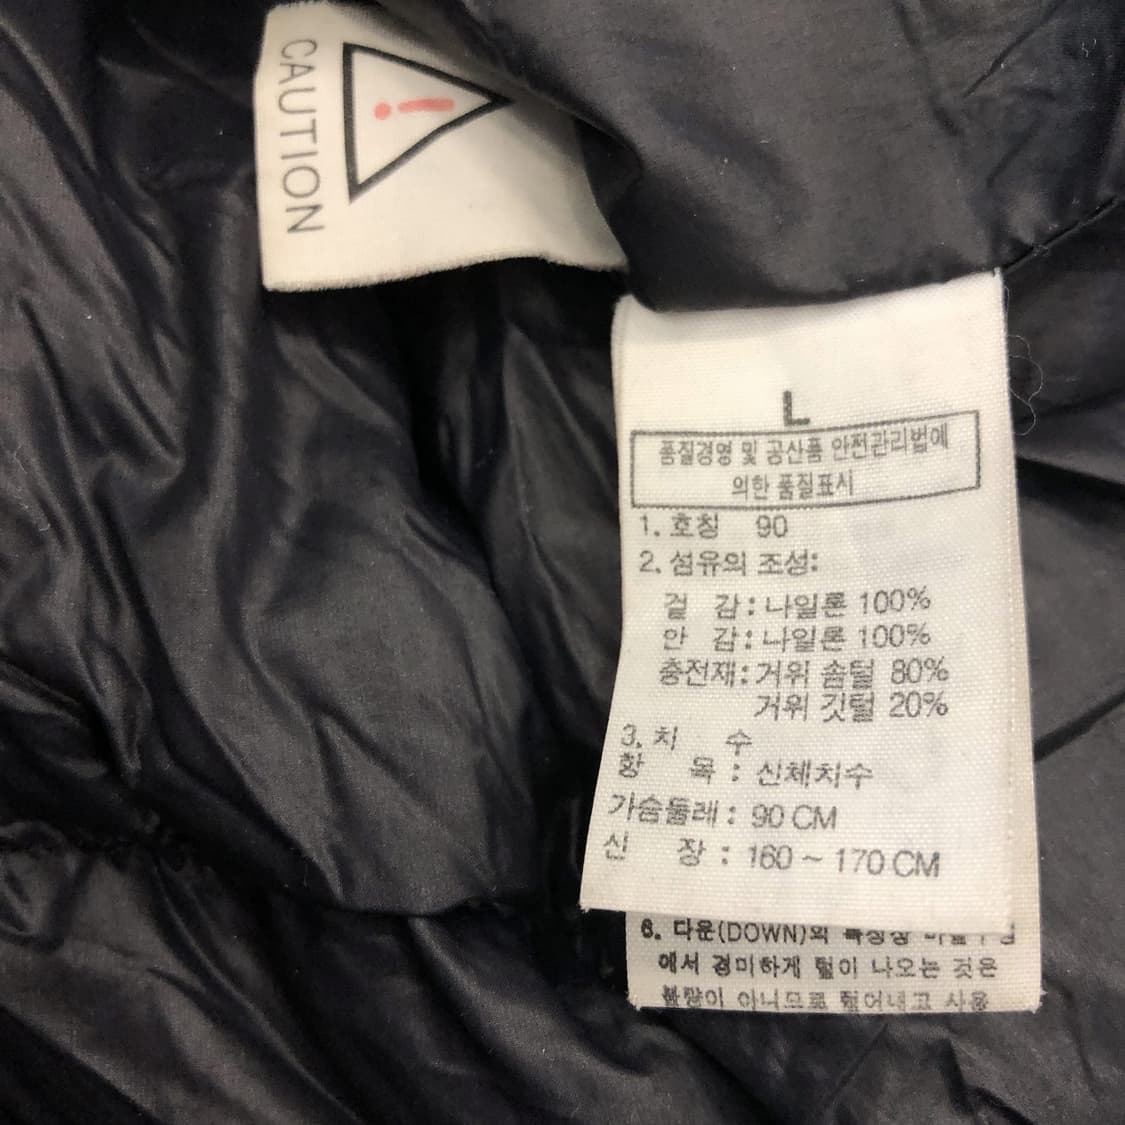 CAUTION
L
품질경영 및 공산품 안전관리법에
의한 품질표시
1. 호칭 90
2. 섬유의 조성:
겉 감 : 나일론 100%
안 감 : 나일론 100%
충전재 : 거위 솜털 80%
거위 깃털 20%
3. 치 수
항 목 : 신체치수
가슴둘레 : 90 CM
신 장 : 160 ~ 170 CM
6. 다운(DOWN)의 특성상
에서 경미하게 털이 나오는 것은
불량이 아니므로 털어내고 사용